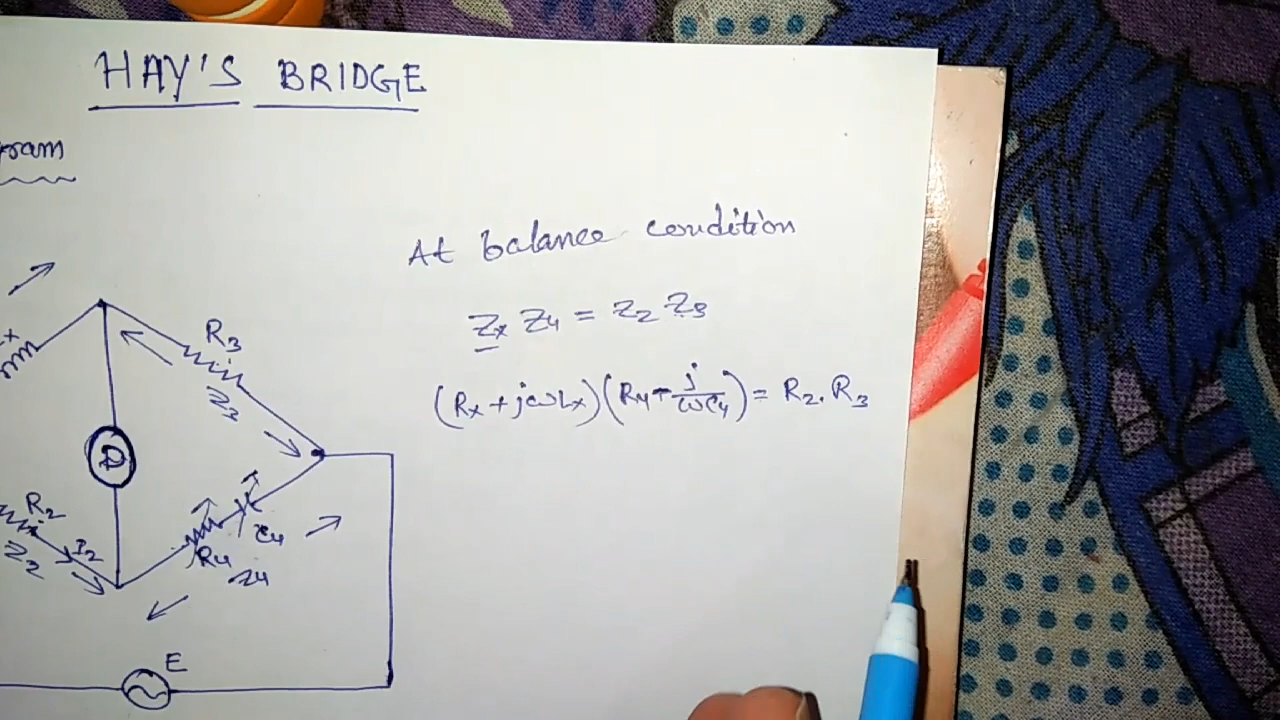 HAY'S BRIDGE
ram
At balance condition
Zx Z4 = Z2 Z3
(Rx + jωLx)(R4 - j/ωC4) = R2. R3
x
R3
Z3
D
R2
I2
Z2
R4
C4
Z4
E